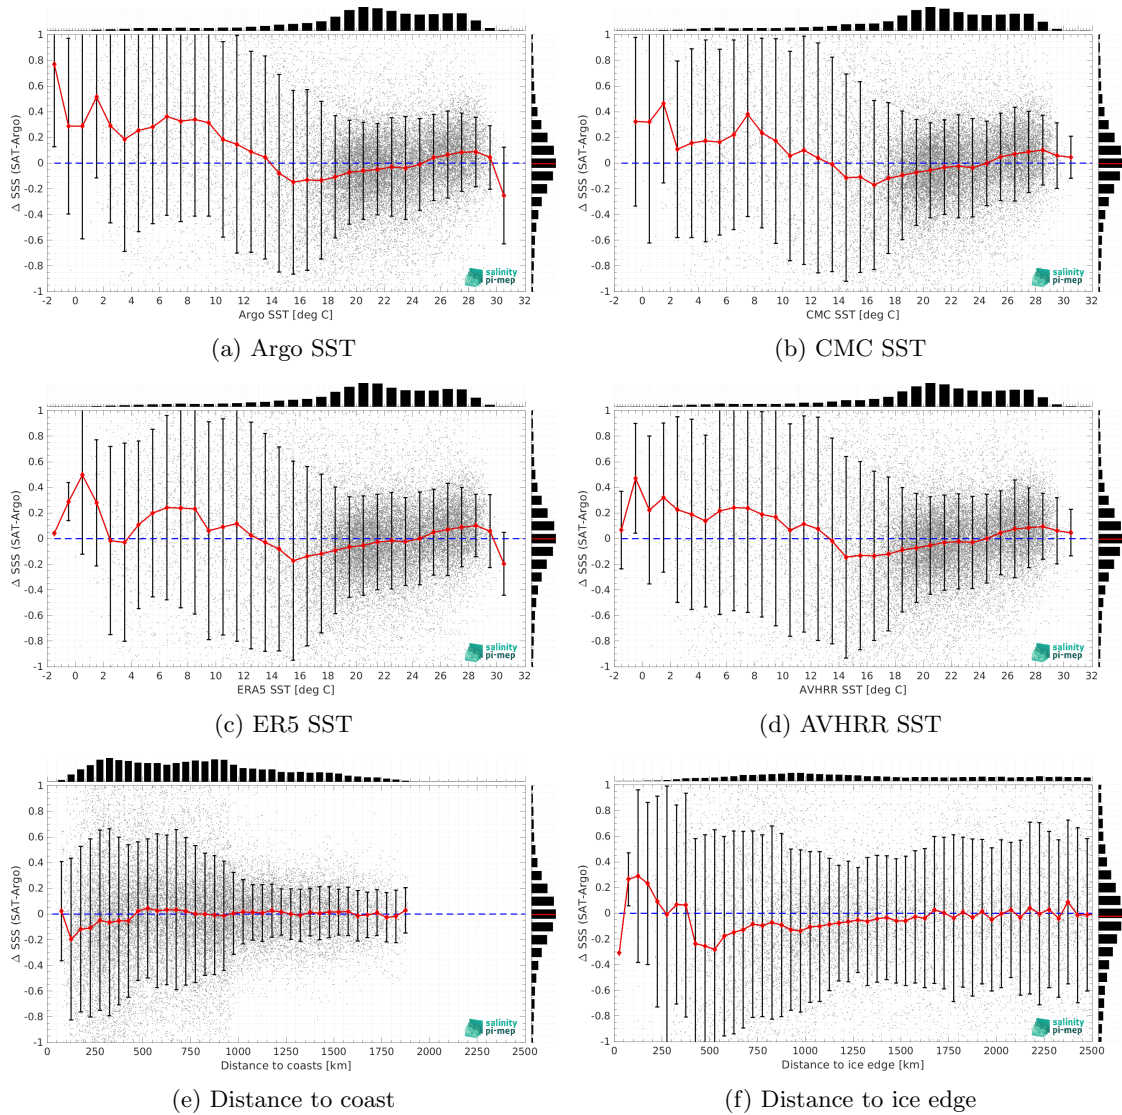 1
0.8
0.6
0.4
0.2
0
-0.2
-0.4
-0.6
-0.8
-1
Δ SSS (SAT-Argo)
-2 0 2 4 6 8 10 12 14 16 18 20 22 24 26 28 30 32
Argo SST [deg C]
salinity
pi-mep
(a) Argo SST
1
0.8
0.6
0.4
0.2
0
-0.2
-0.4
-0.6
-0.8
-1
Δ SSS (SAT-Argo)
-2 0 2 4 6 8 10 12 14 16 18 20 22 24 26 28 30 32
CMC SST [deg C]
salinity
pi-mep
(b) CMC SST
1
0.8
0.6
0.4
0.2
0
-0.2
-0.4
-0.6
-0.8
-1
Δ SSS (SAT-Argo)
-2 0 2 4 6 8 10 12 14 16 18 20 22 24 26 28 30 32
ERA5 SST [deg C]
salinity
pi-mep
(c) ER5 SST
1
0.8
0.6
0.4
0.2
0
-0.2
-0.4
-0.6
-0.8
-1
Δ SSS (SAT-Argo)
-2 0 2 4 6 8 10 12 14 16 18 20 22 24 26 28 30 32
AVHRR SST [deg C]
salinity
pi-mep
(d) AVHRR SST
1
0.8
0.6
0.4
0.2
0
-0.2
-0.4
-0.6
-0.8
-1
Δ SSS (SAT-Argo)
0 250 500 750 1000 1250 1500 1750 2000 2250 2500
Distance to coasts [km]
salinity
pi-mep
(e) Distance to coast
1
0.8
0.6
0.4
0.2
0
-0.2
-0.4
-0.6
-0.8
-1
Δ SSS (SAT-Argo)
0 250 500 750 1000 1250 1500 1750 2000 2250 2500
Distance to ice edge [km]
salinity
pi-mep
(f) Distance to ice edge